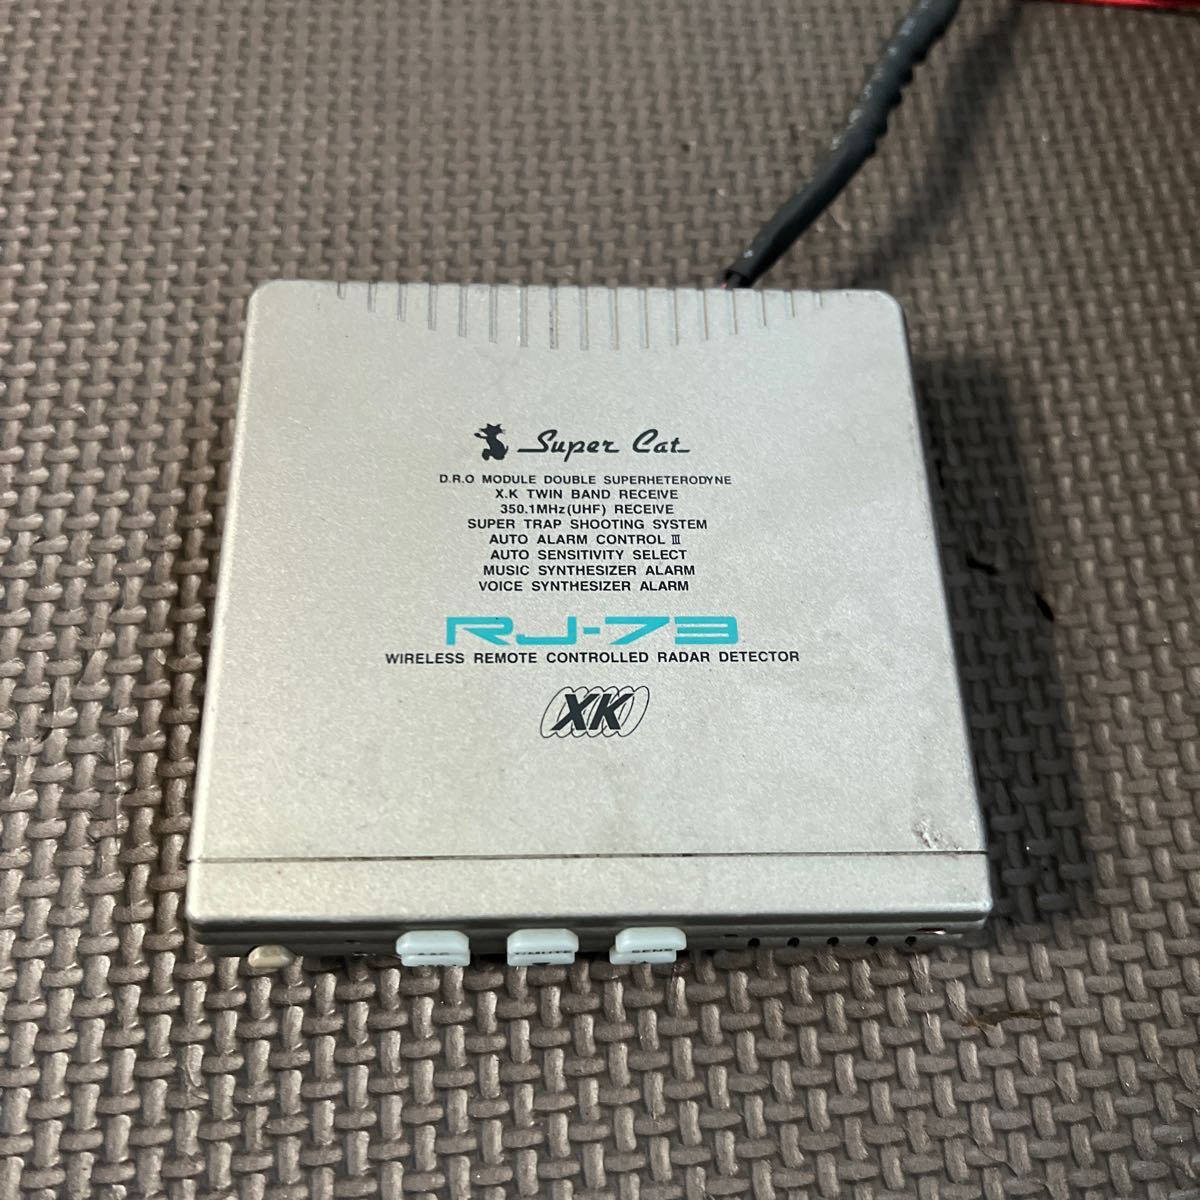 Super Cat
D.R.O MODULE DOUBLE SUPERHETERODYNE
X.K TWIN BAND RECEIVE
350.1MHz(UHF) RECEIVE
SUPER TRAP SHOOTING SYSTEM
AUTO ALARM CONTROL Ⅲ
AUTO SENSITIVITY SELECT
MUSIC SYNTHESIZER ALARM
VOICE SYNTHESIZER ALARM
RJ-73
WIRELESS REMOTE CONTROLLED RADAR DETECTOR
XK
MUTE